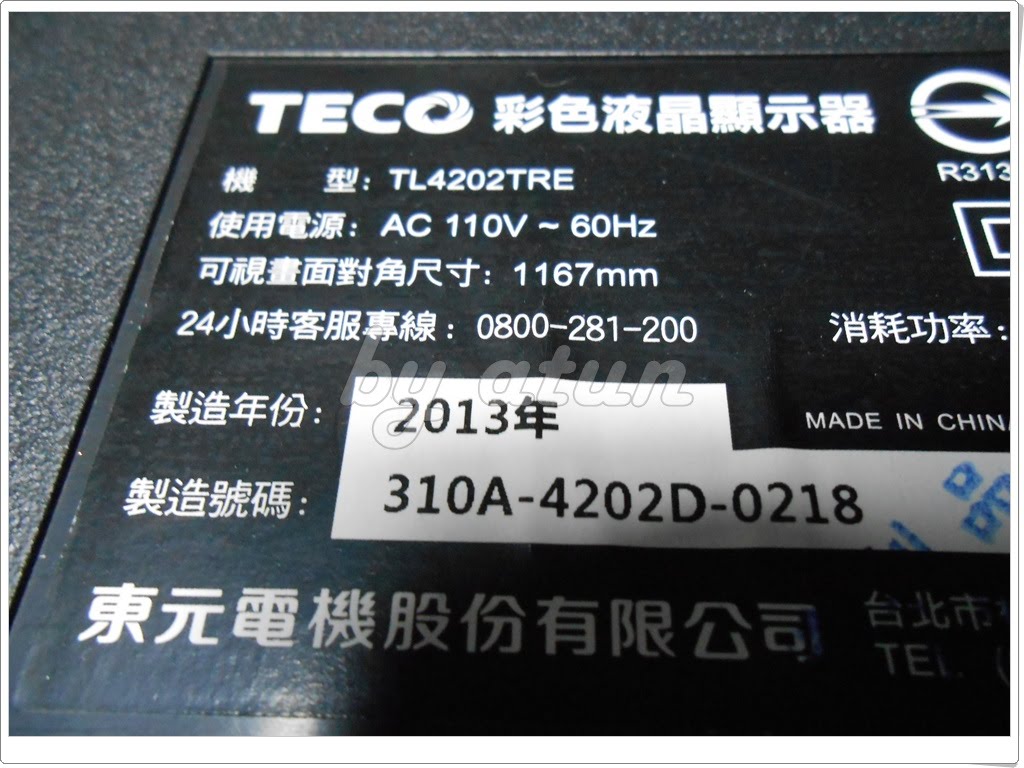 TECO 彩色液晶顯示器
R313
機 型: TL4202TRE
使用電源: AC 110V ~ 60Hz
可視畫面對角尺寸: 1167mm
24小時客服專線: 0800-281-200
消耗功率:
by atun
製造年份: 2013年
MADE IN CHINA
製造號碼: 310A-4202D-0218
東元電機股份有限公司
台北市
TEL. (